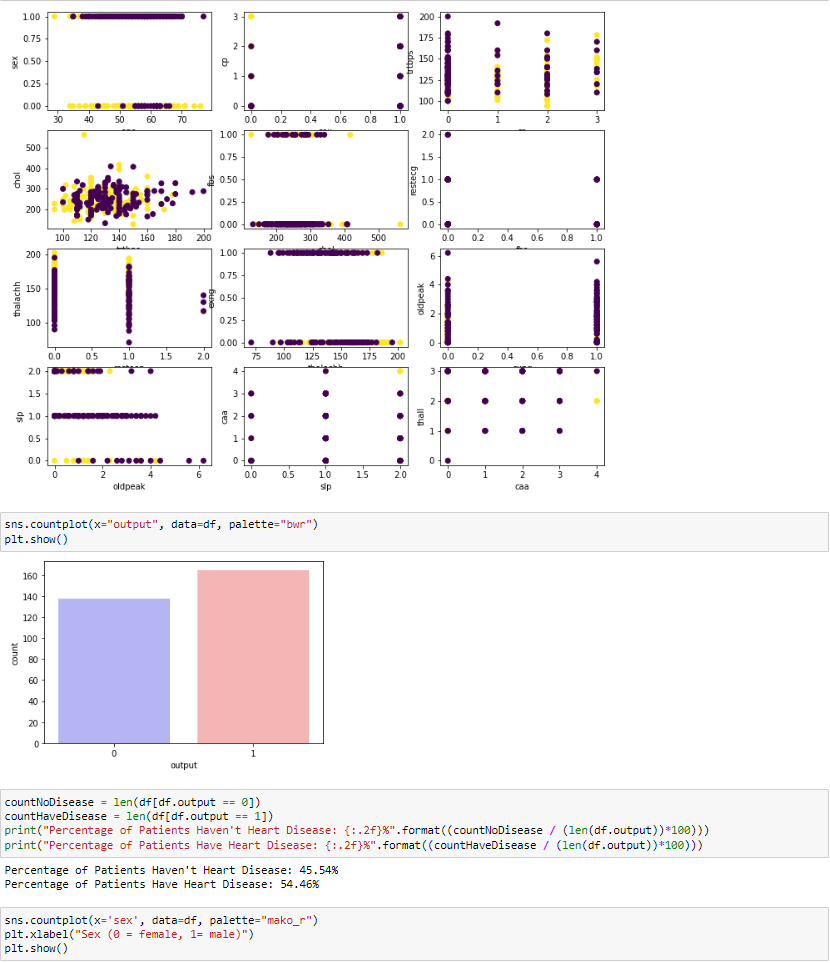 1.00
0.75
0.50
0.25
0.00
sex
30 40 50 60 70
3
2
1
0
cp
0.0 0.2 0.4 0.6 0.8 1.0
200
175
150
125
100
trtbps
0 1 2 3
500
400
300
200
chol
100 120 140 160 180 200
1.00
0.75
0.50
0.25
0.00
fbs
200 300 400 500
2.0
1.5
1.0
0.5
0.0
restecg
0.0 0.2 0.4 0.6 0.8 1.0
200
150
100
thalachh
0.0 0.5 1.0 1.5 2.0
1.00
0.75
0.50
0.25
0.00
exng
75 100 125 150 175 200
6
4
2
0
oldpeak
0.0 0.2 0.4 0.6 0.8 1.0
2.0
1.5
1.0
0.5
0.0
slp
0 2 4 6
oldpeak
4
3
2
1
0
caa
0.0 0.5 1.0 1.5 2.0
slp
3
2
1
0
thall
0 1 2 3 4
caa
sns.countplot(x="output", data=df, palette="bwr")
plt.show()
160
140
120
100
80
60
40
20
0
count
0 1
output
countNoDisease = len(df[df.output == 0])
countHaveDisease = len(df[df.output == 1])
print("Percentage of Patients Haven't Heart Disease: {:.2f}%".format((countNoDisease / (len(df.output))*100)))
print("Percentage of Patients Have Heart Disease: {:.2f}%".format((countHaveDisease / (len(df.output))*100)))
Percentage of Patients Haven't Heart Disease: 45.54%
Percentage of Patients Have Heart Disease: 54.46%
sns.countplot(x='sex', data=df, palette="mako_r")
plt.xlabel("Sex (0 = female, 1= male)")
plt.show()